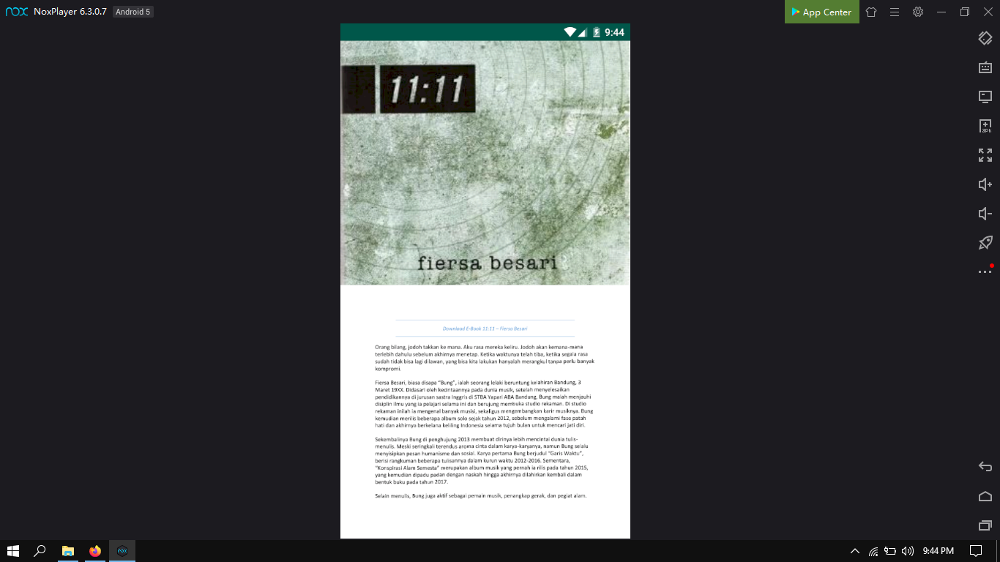 nox NoxPlayer 6.3.0.7 Android 5 App Center
9:44
11:11
fiersa besari
Download E-Book 11:11 – Fiersa Besari
Orang bilang, jodoh takkan ke mana. Aku rasa mereka keliru. Jodoh akan kemana-mana
terlebih dahulu sebelum akhirnya menetap. Ketika waktunya telah tiba, ketika segala rasa
sudah tidak bisa lagi dilawan, yang bisa kita lakukan hanyalah merangkul tanpa perlu banyak
kompromi.
Fiersa Besari, biasa disapa "Bung", ialah seorang lelaki beruntung kelahiran Bandung, 3
Maret 19XX. Didasari oleh kecintaannya pada dunia musik, setelah menyelesaikan
pendidikannya di jurusan sastra Inggris di STBA Yapari ABA Bandung, Bung malah menjauhi
disiplin ilmu yang ia pelajari selama ini dan berujung membuka studio rekaman. Di studio
rekaman inilah ia mengenal banyak musisi, sekaligus mengembangkan karir musiknya. Bung
kemudian merilis beberapa album solo sejak tahun 2012, sebelum mengalami fase patah
hati dan akhirnya berkelana keliling Indonesia selama tujuh bulan untuk mencari jati diri.
Sekembalinya Bung di penghujung 2013 membuat dirinya lebih mencintai dunia tulis-
menulis. Meski seringkali terendus aroma cinta dalam karya-karyanya, namun Bung selalu
menyisipkan pesan humanisme dan sosial. Karya pertama Bung berjudul "Garis Waktu",
berisi rangkuman beberapa tulisannya dalam kurun waktu 2012-2016. Sementara,
"Konspirasi Alam Semesta" merupakan album musik yang pernah ia rilis pada tahun 2015,
yang kemudian dipadu padan dengan naskah hingga akhirnya dilahirkan kembali dalam
bentuk buku pada tahun 2017.
Selain menulis, Bung juga aktif sebagai pemain musik, penangkap gerak, dan pegiat alam.
nox 9:44 PM